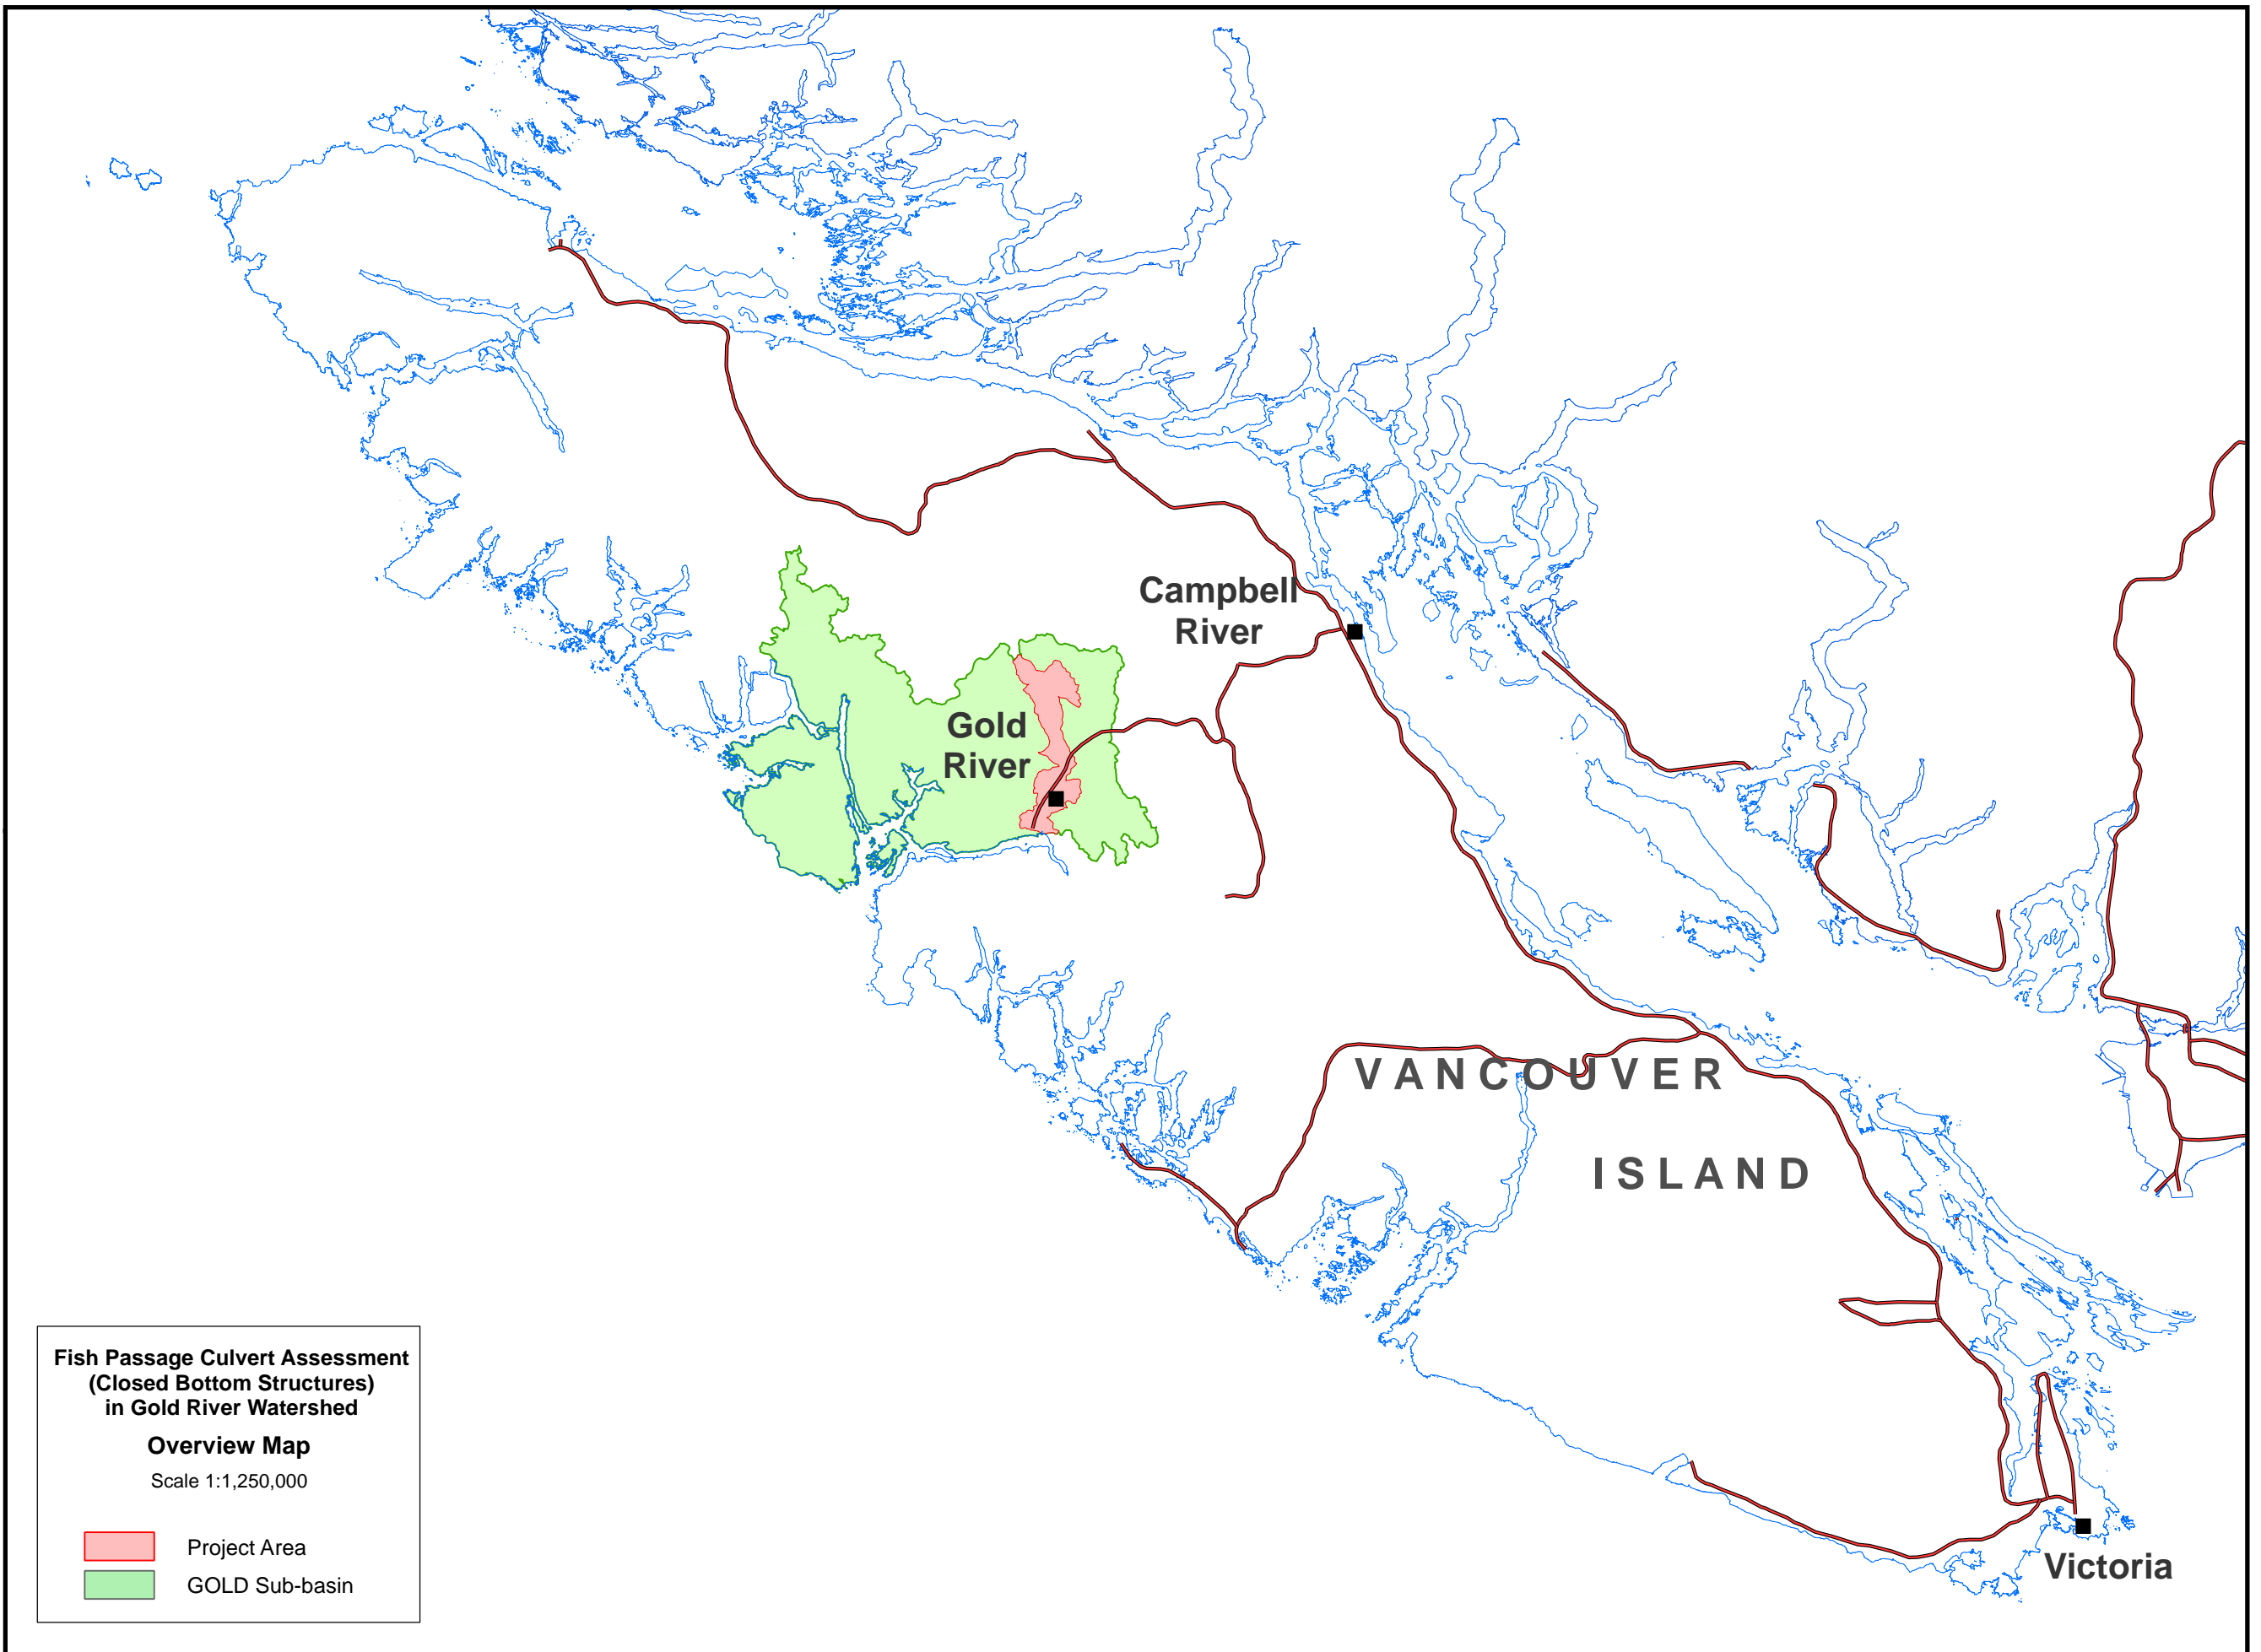 Campbell
River
Gold
River
VANCOUVER
ISLAND
Fish Passage Culvert Assessment
(Closed Bottom Structures)
in Gold River Watershed
Overview Map
Scale 1:1,250,000
Project Area
GOLD Sub-basin
Victoria